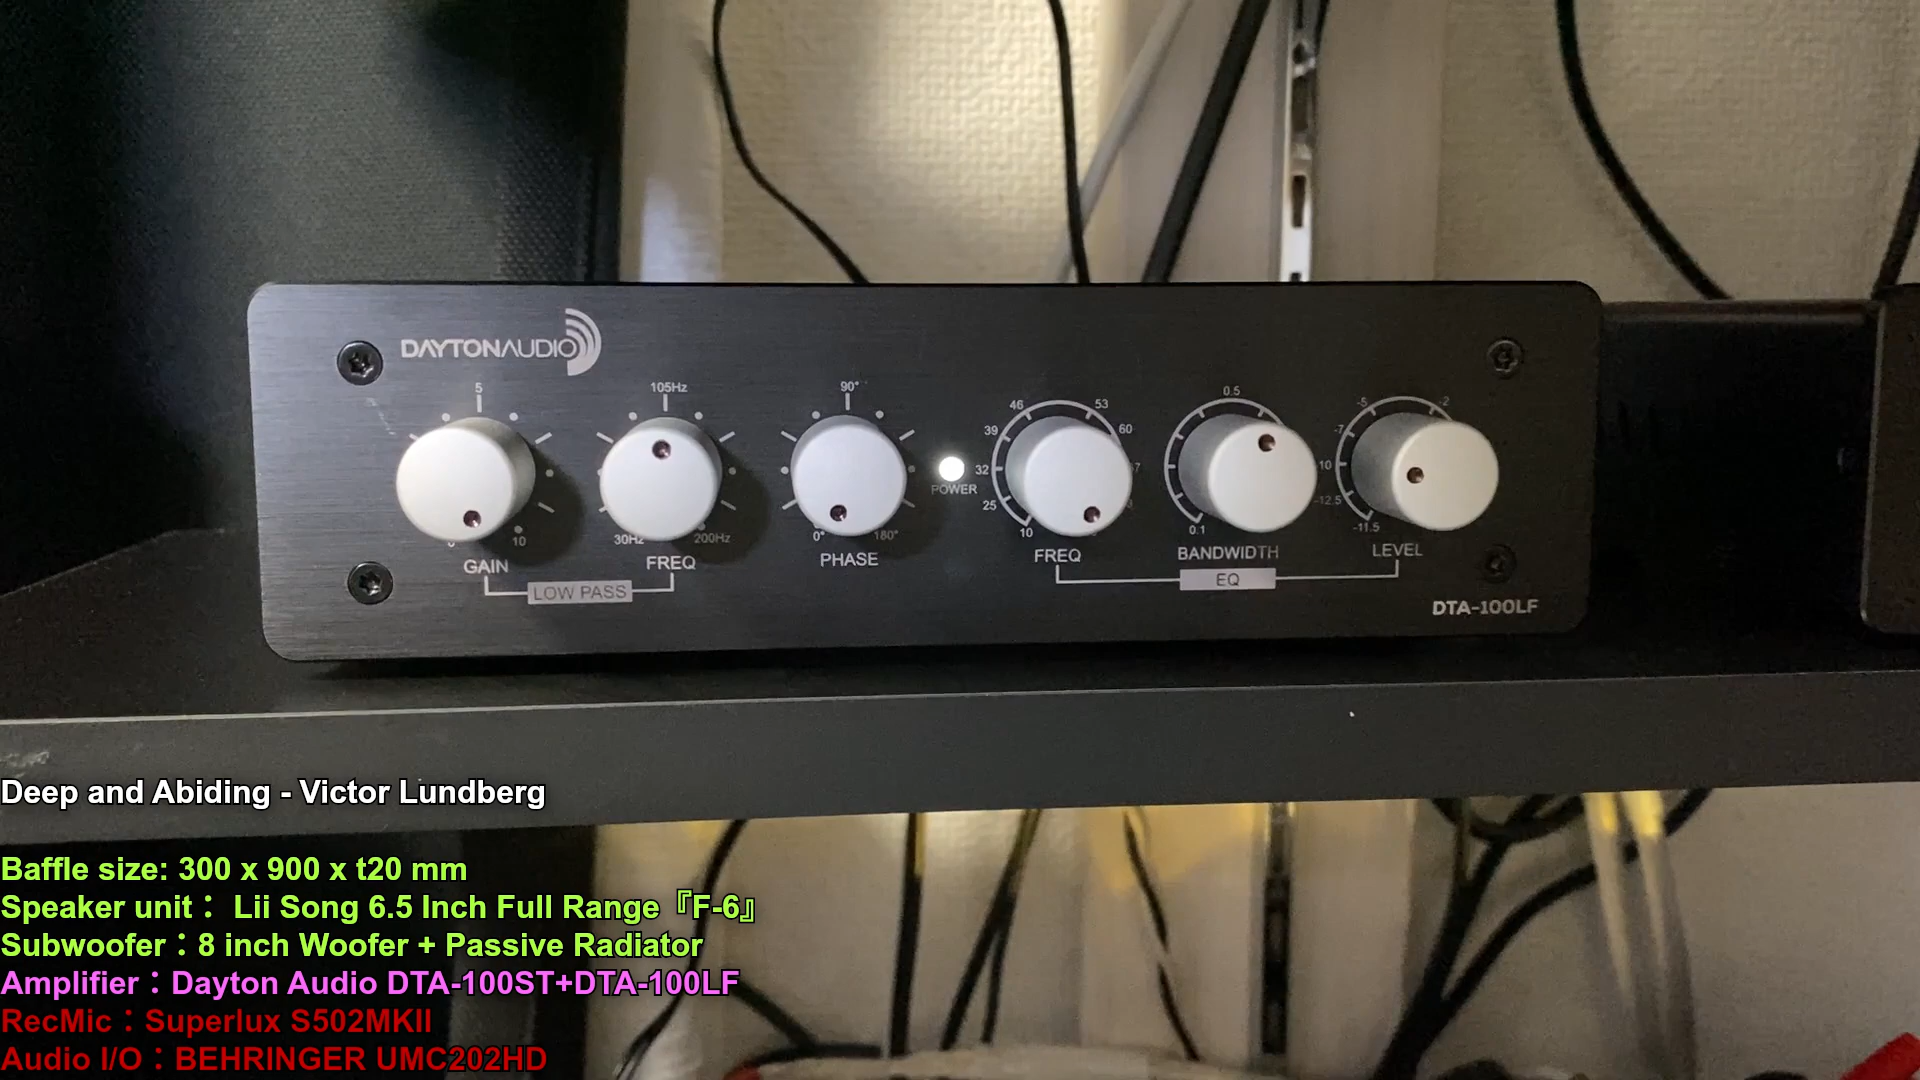 DAYTONAUDIO
5
105Hz
90°
46
53
0.5
-5
-2
39
60
-7
32
7
10
POWER
25
-12.5
0
10
30Hz
200Hz
0°
180°
10
0.1
-11.5
GAIN
FREQ
PHASE
FREQ
BANDWIDTH
LEVEL
LOW PASS
EQ
DTA-100LF
Deep and Abiding - Victor Lundberg
Baffle size: 300 x 900 x t20 mm
Speaker unit： Lii Song 6.5 Inch Full Range『F-6』
Subwoofer：8 inch Woofer + Passive Radiator
Amplifier：Dayton Audio DTA-100ST+DTA-100LF
RecMic：Superlux S502MKII
Audio I/O：BEHRINGER UMC202HD